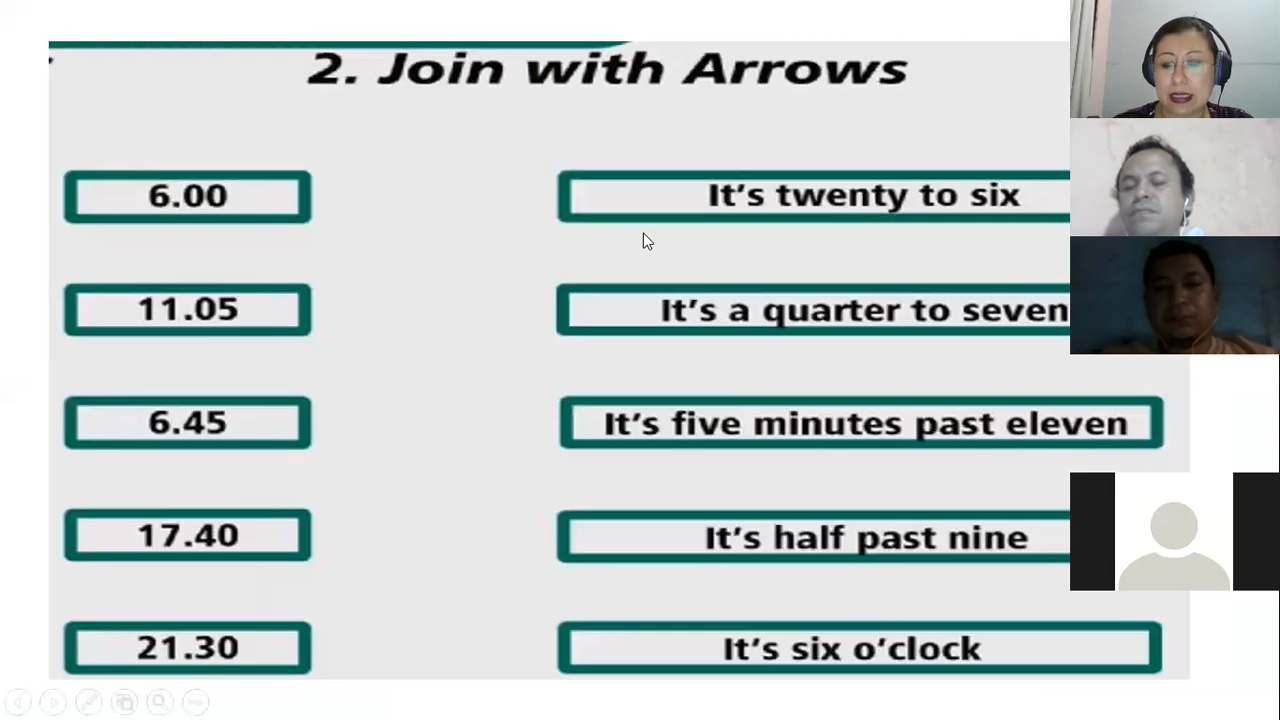 2. Join with Arrows
6.00
It's twenty to six
11.05
It's a quarter to seven
6.45
It's five minutes past eleven
17.40
It's half past nine
21.30
It's six o'clock